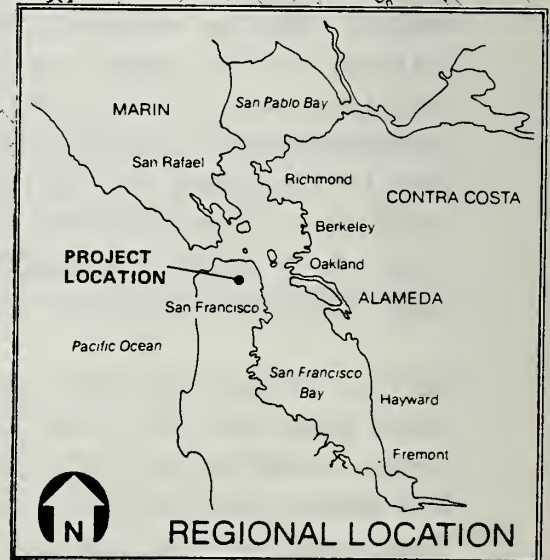 MARIN
San Pablo Bay
San Rafael
Richmond
CONTRA COSTA
Berkeley
PROJECT
LOCATION
Oakland
ALAMEDA
San Francisco
Pacific Ocean
San Francisco
Bay
Hayward
Fremont
N
REGIONAL LOCATION